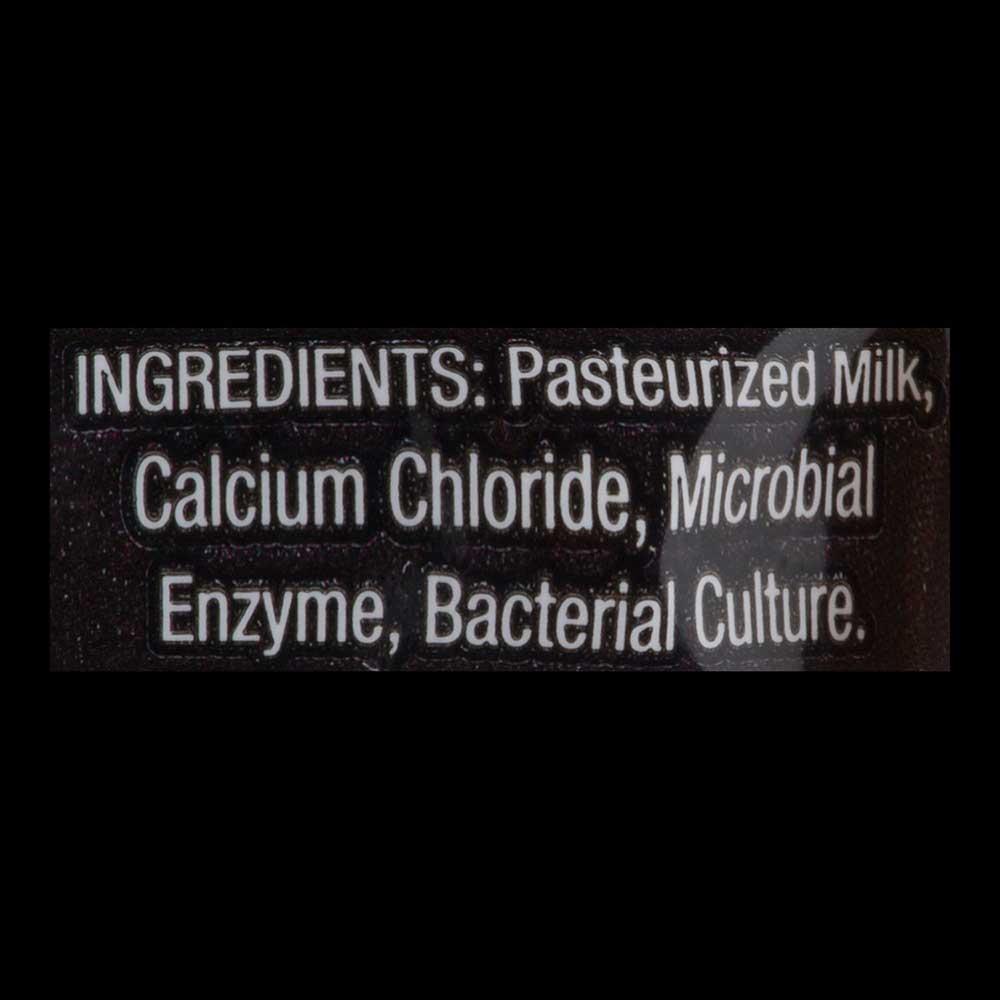 INGREDIENTS: Pasteurized Milk,
Calcium Chloride, Microbial
Enzyme, Bacterial Culture.